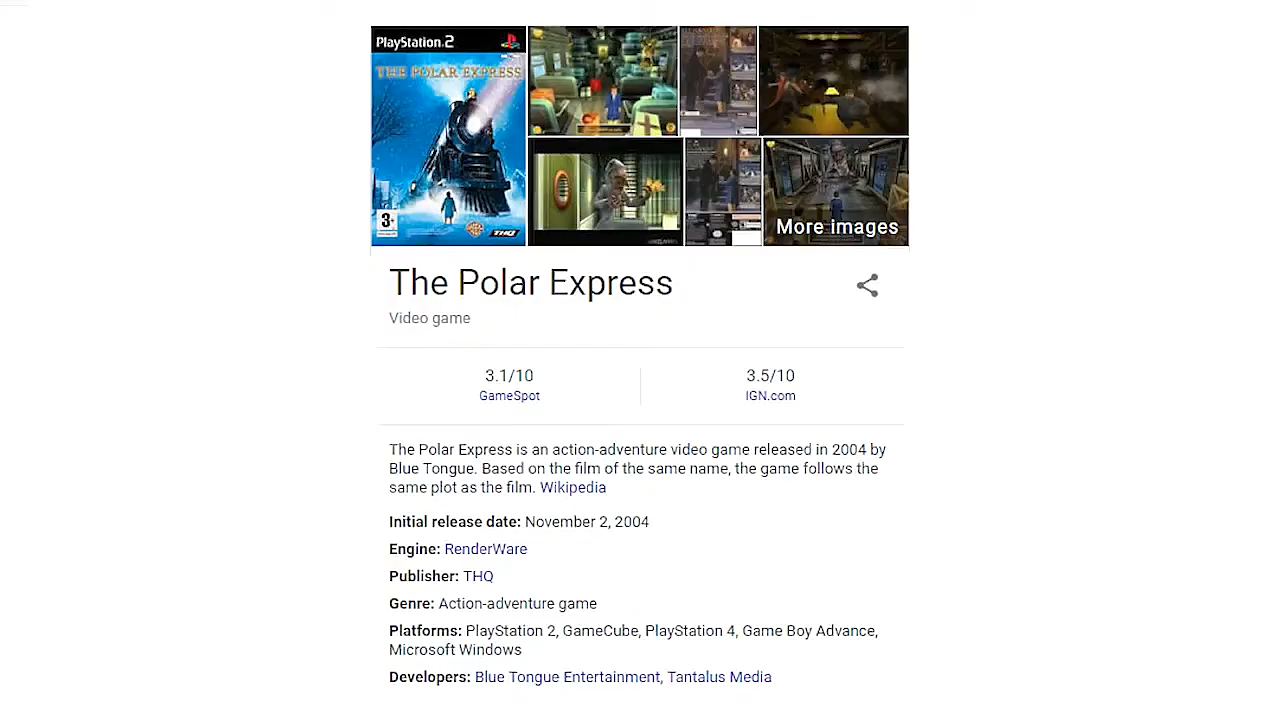 PlayStation 2
THE POLAR EXPRESS
3+
THQ
More images
The Polar Express
Video game
3.1/10
GameSpot
3.5/10
IGN.com
The Polar Express is an action-adventure video game released in 2004 by
Blue Tongue. Based on the film of the same name, the game follows the
same plot as the film. Wikipedia
Initial release date: November 2, 2004
Engine: RenderWare
Publisher: THQ
Genre: Action-adventure game
Platforms: PlayStation 2, GameCube, PlayStation 4, Game Boy Advance,
Microsoft Windows
Developers: Blue Tongue Entertainment, Tantalus Media